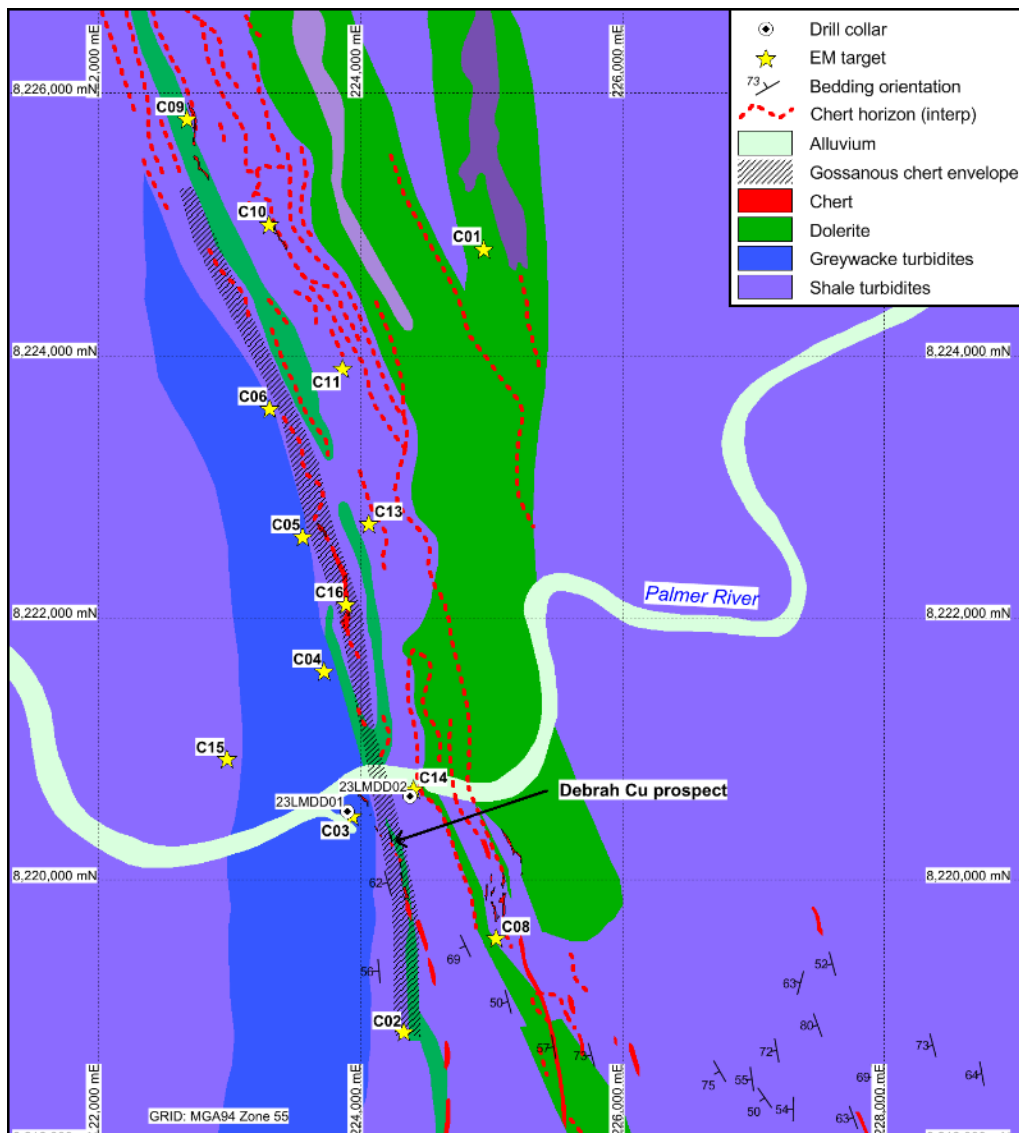 22,000 mE
224,000 mE
226,000 mE
Drill collar
EM target
73
Bedding orientation
Chert horizon (interp)
Alluvium
Gossanous chert envelope
Chert
Dolerite
Greywacke turbidites
Shale turbidites
8,226,000 mN
C09
C10
C01
8,224,000 mN
8,224,000 mN
C11
C06
C13
C05
C16
Palmer River
8,222,000 mN
8,222,000 mN
C04
C15
23LMDD02
C14
Debrah Cu prospect
23LMDD01
C03
8,220,000 mN
8,220,000 mN
62
C08
69
52
56
63
50
C02
80
57
73
72
73
75
55
69
64
50
54
63
22,000 mE
224,000 mE
226,000 mE
228,000 mE
GRID: MGA94 Zone 55